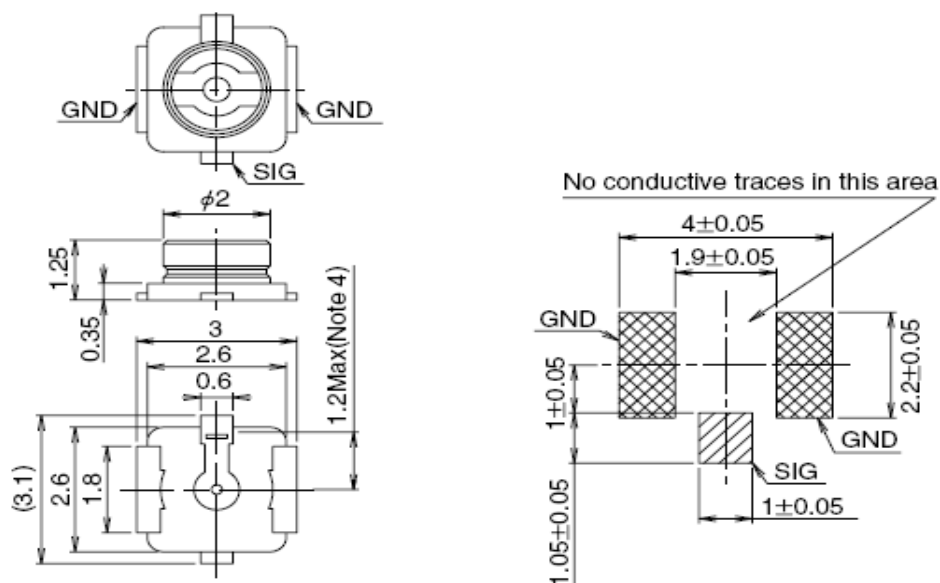 GND
GND
SIG
ϕ2
1.25
0.35
3
2.6
0.6
1.2Max(Note 4)
(3.1)
2.6
1.8
No conductive traces in this area
4±0.05
1.9±0.05
GND
1±0.05
2.2±0.05
GND
SIG
1.05±0.05
1±0.05